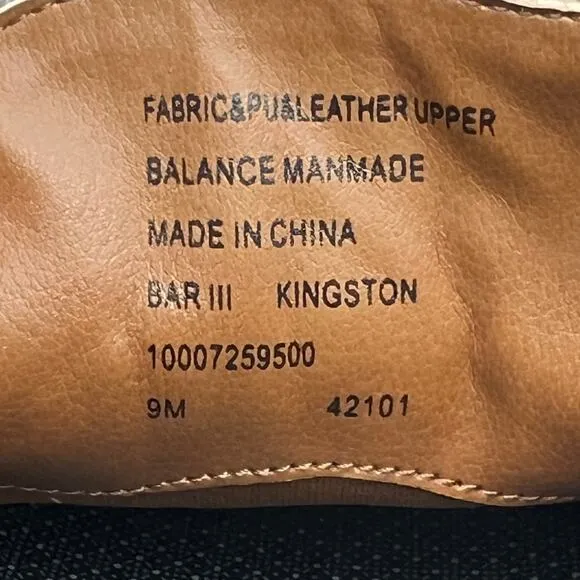 FABRIC&PU&LEATHER UPPER
BALANCE MANMADE
MADE IN CHINA
BAR III KINGSTON
10007259500
9M 42101